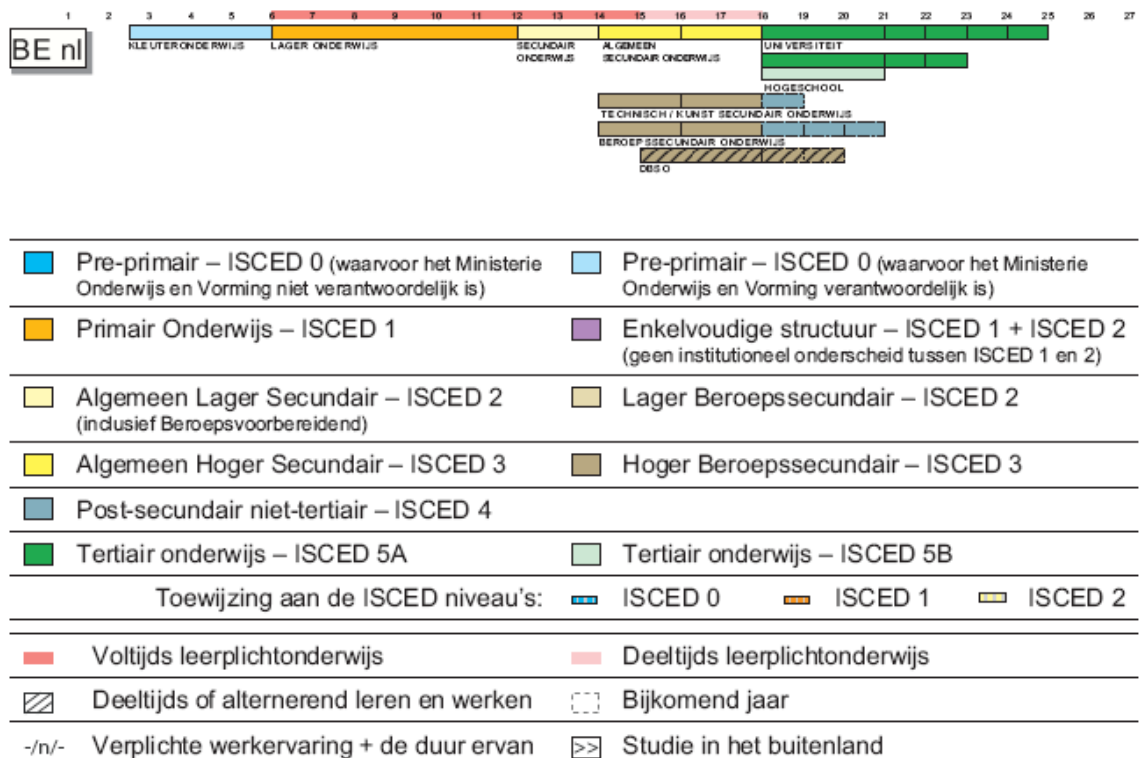 1 2 3 4 5 6 7 8 9 10 11 12 13 14 15 16 17 18 19 20 21 22 23 24 25 26 27
BE nl
KLEUTERONDERWIJS LAGER ONDERWIJS SECUNDAIR ALGEMEEN UNIVERSITEIT
ONDERWIJS SECUNDAIR ONDERWIJS
HOGESCHOOL
TECHNISCH / KUNST SECUNDAIR ONDERWIJS
BEROEPSSECUNDAIR ONDERWIJS
DBSO
Pre-primair – ISCED 0 (waarvoor het Ministerie
Onderwijs en Vorming niet verantwoordelijk is)
Pre-primair – ISCED 0 (waarvoor het Ministerie
Onderwijs en Vorming verantwoordelijk is)
Primair Onderwijs – ISCED 1
Enkelvoudige structuur – ISCED 1 + ISCED 2
(geen institutioneel onderscheid tussen ISCED 1 en 2)
Algemeen Lager Secundair – ISCED 2
(inclusief Beroepsvoorbereidend)
Lager Beroepssecundair – ISCED 2
Algemeen Hoger Secundair – ISCED 3
Hoger Beroepssecundair – ISCED 3
Post-secundair niet-tertiair – ISCED 4
Tertiair onderwijs – ISCED 5A
Tertiair onderwijs – ISCED 5B
Toewijzing aan de ISCED niveau's: ISCED 0 ISCED 1 ISCED 2
Voltijds leerplichtonderwijs
Deeltijds leerplichtonderwijs
Deeltijds of alternerend leren en werken
Bijkomend jaar
-/n/- Verplichte werkervaring + de duur ervan
>> Studie in het buitenland